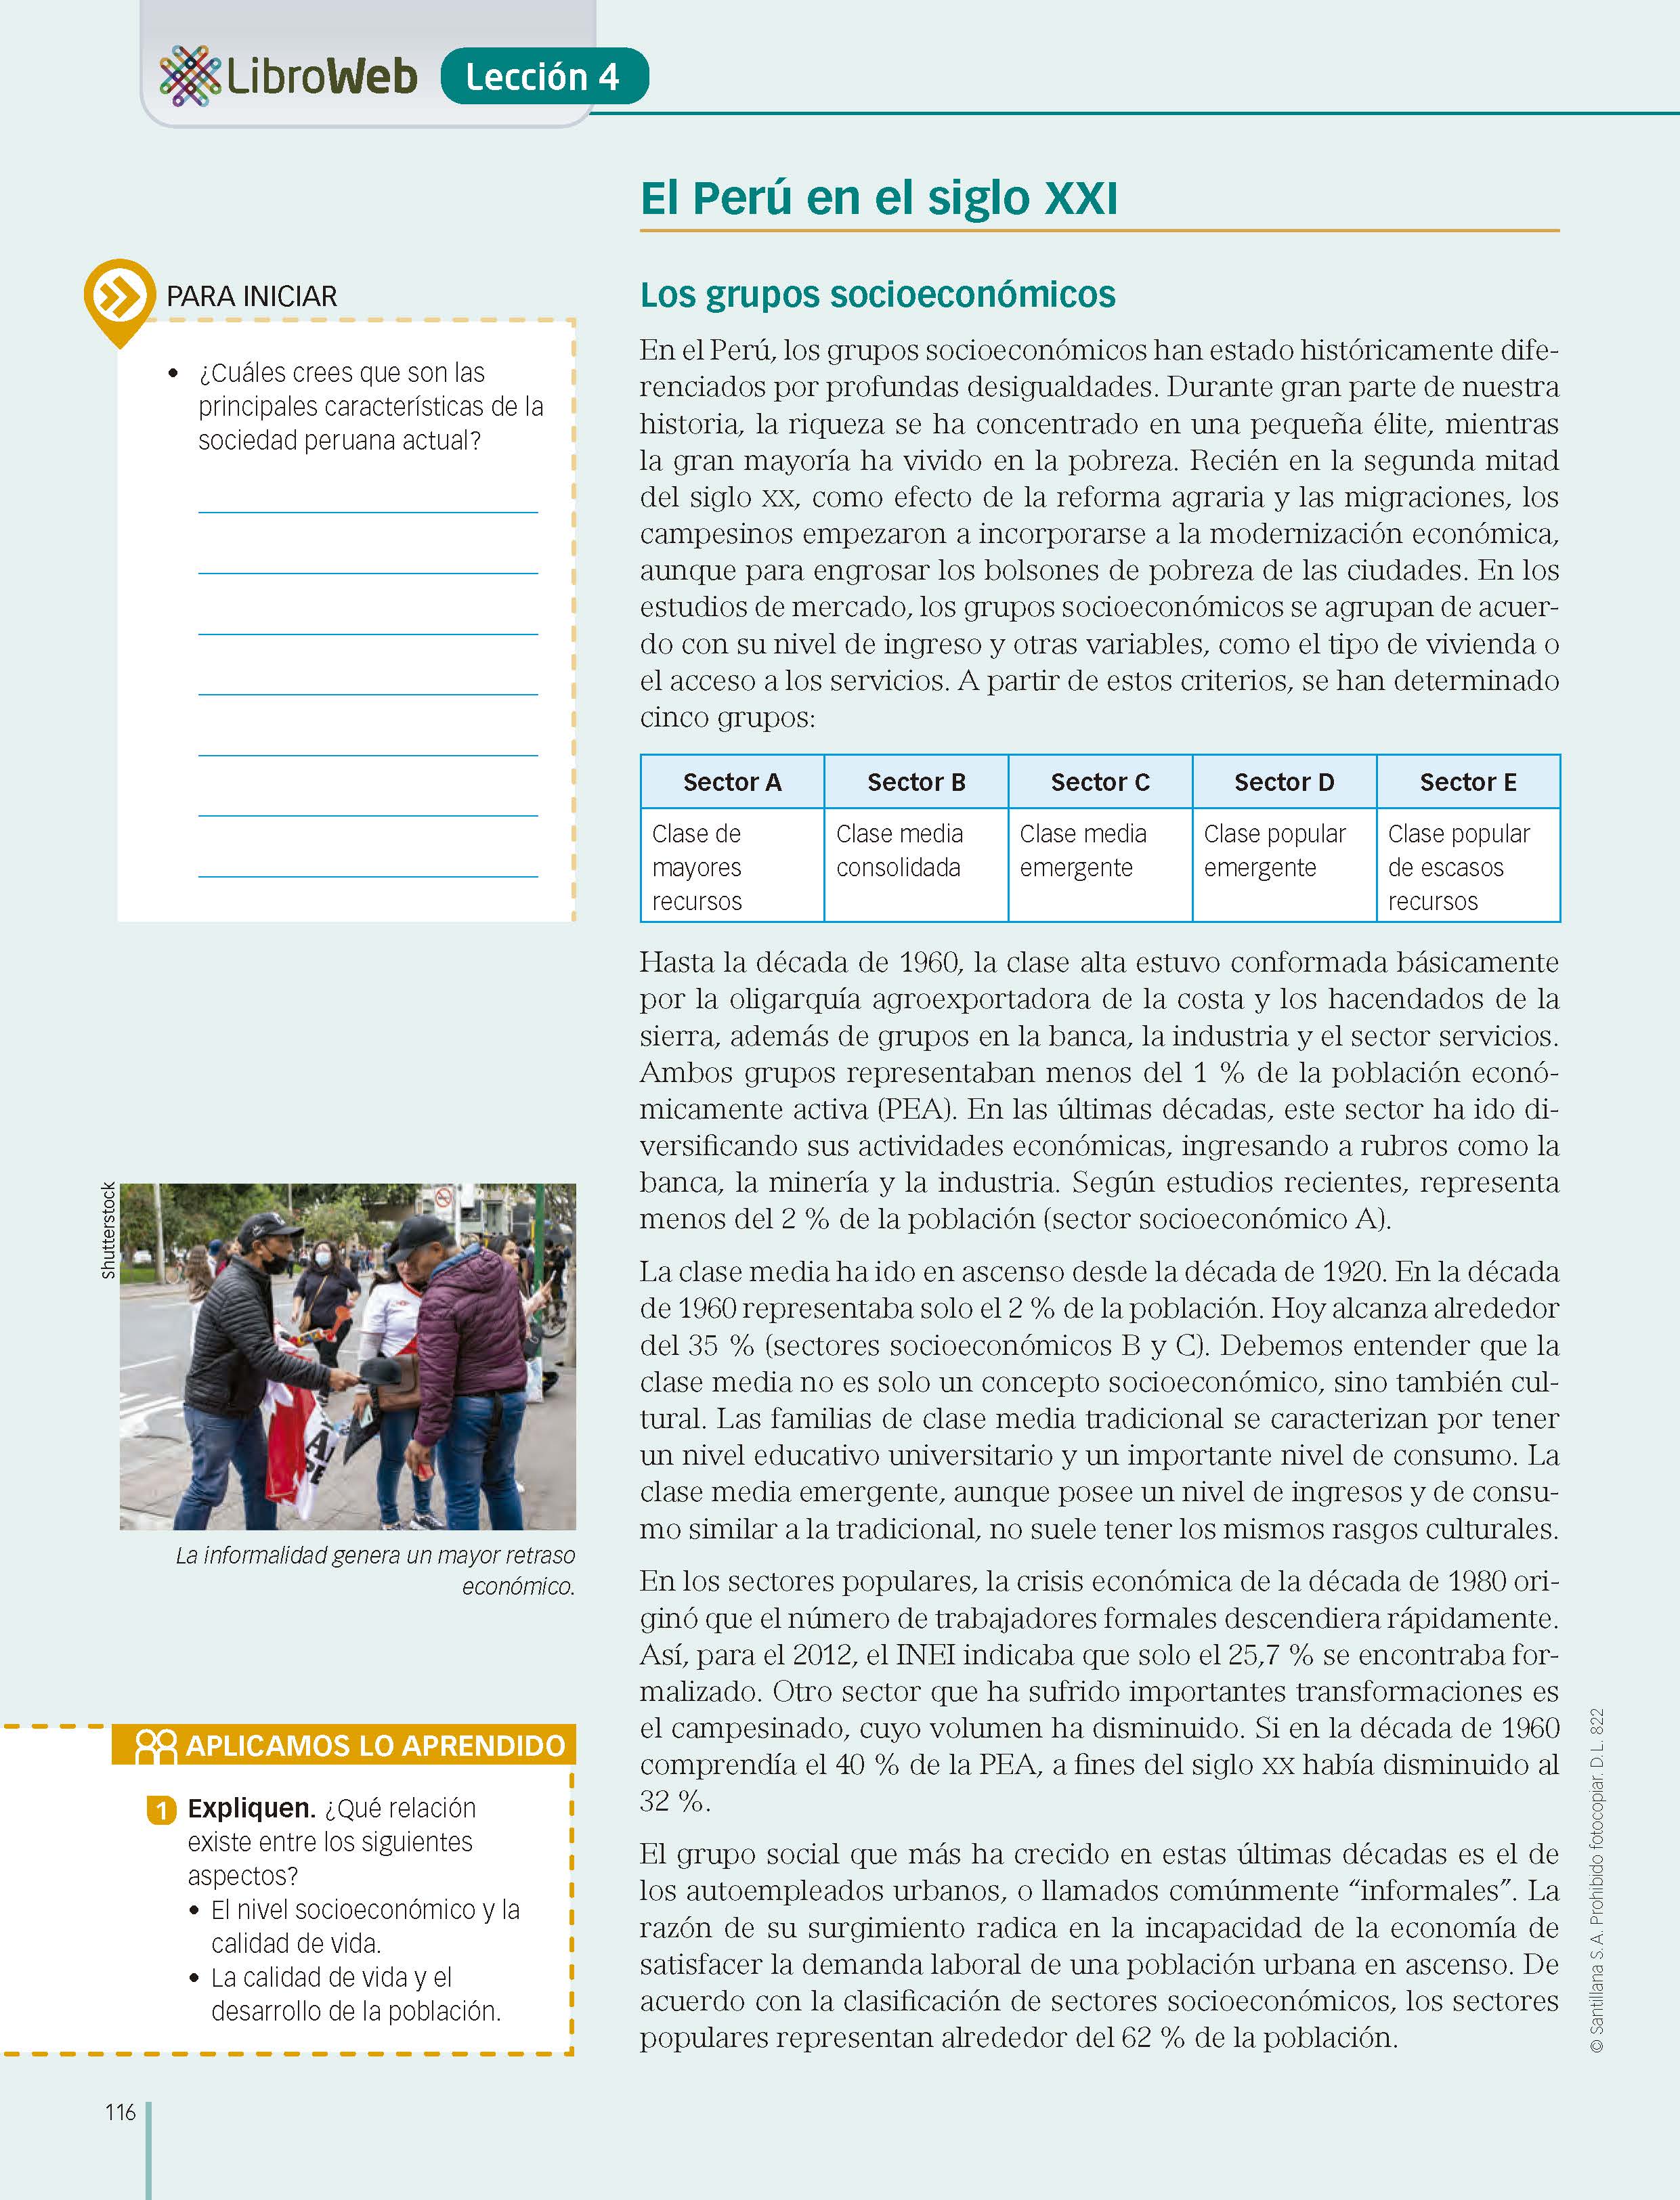 LibroWeb Lección 4
El Perú en el siglo XXI
PARA INICIAR
• ¿Cuáles crees que son las
principales características de la
sociedad peruana actual?
Los grupos socioeconómicos
En el Perú, los grupos socioeconómicos han estado históricamente dife-
renciados por profundas desigualdades. Durante gran parte de nuestra
historia, la riqueza se ha concentrado en una pequeña élite, mientras
la gran mayoría ha vivido en la pobreza. Recién en la segunda mitad
del siglo XX, como efecto de la reforma agraria y las migraciones, los
campesinos empezaron a incorporarse a la modernización económica,
aunque para engrosar los bolsones de pobreza de las ciudades. En los
estudios de mercado, los grupos socioeconómicos se agrupan de acuer-
do con su nivel de ingreso y otras variables, como el tipo de vivienda o
el acceso a los servicios. A partir de estos criterios, se han determinado
cinco grupos:
Sector A Sector B Sector C Sector D Sector E
Clase de Clase media Clase media Clase popular Clase popular
mayores consolidada emergente emergente de escasos
recursos recursos
Hasta la década de 1960, la clase alta estuvo conformada básicamente
por la oligarquía agroexportadora de la costa y los hacendados de la
sierra, además de grupos en la banca, la industria y el sector servicios.
Ambos grupos representaban menos del 1 % de la población econó-
micamente activa (PEA). En las últimas décadas, este sector ha ido di-
versificando sus actividades económicas, ingresando a rubros como la
banca, la minería y la industria. Según estudios recientes, representa
menos del 2 % de la población (sector socioeconómico A).
La clase media ha ido en ascenso desde la década de 1920. En la década
de 1960 representaba solo el 2 % de la población. Hoy alcanza alrededor
del 35 % (sectores socioeconómicos B y C). Debemos entender que la
clase media no es solo un concepto socioeconómico, sino también cul-
tural. Las familias de clase media tradicional se caracterizan por tener
un nivel educativo universitario y un importante nivel de consumo. La
clase media emergente, aunque posee un nivel de ingresos y de consu-
mo similar a la tradicional, no suele tener los mismos rasgos culturales.
En los sectores populares, la crisis económica de la década de 1980 ori-
ginó que el número de trabajadores formales descendiera rápidamente.
Así, para el 2012, el INEI indicaba que solo el 25,7 % se encontraba for-
malizado. Otro sector que ha sufrido importantes transformaciones es
el campesinado, cuyo volumen ha disminuido. Si en la década de 1960
comprendía el 40 % de la PEA, a fines del siglo XX había disminuido al
32 %.
El grupo social que más ha crecido en estas últimas décadas es el de
los autoempleados urbanos, o llamados comúnmente “informales”. La
razón de su surgimiento radica en la incapacidad de la economía de
satisfacer la demanda laboral de una población urbana en ascenso. De
acuerdo con la clasificación de sectores socioeconómicos, los sectores
populares representan alrededor del 62 % de la población.
Shutterstock
La informalidad genera un mayor retraso
económico.
APLICAMOS LO APRENDIDO
1 Expliquen. ¿Qué relación
existe entre los siguientes
aspectos?
• El nivel socioeconómico y la
calidad de vida.
• La calidad de vida y el
desarrollo de la población.
© Santillana S.A. Prohibido fotocopiar. D.L. 822
116